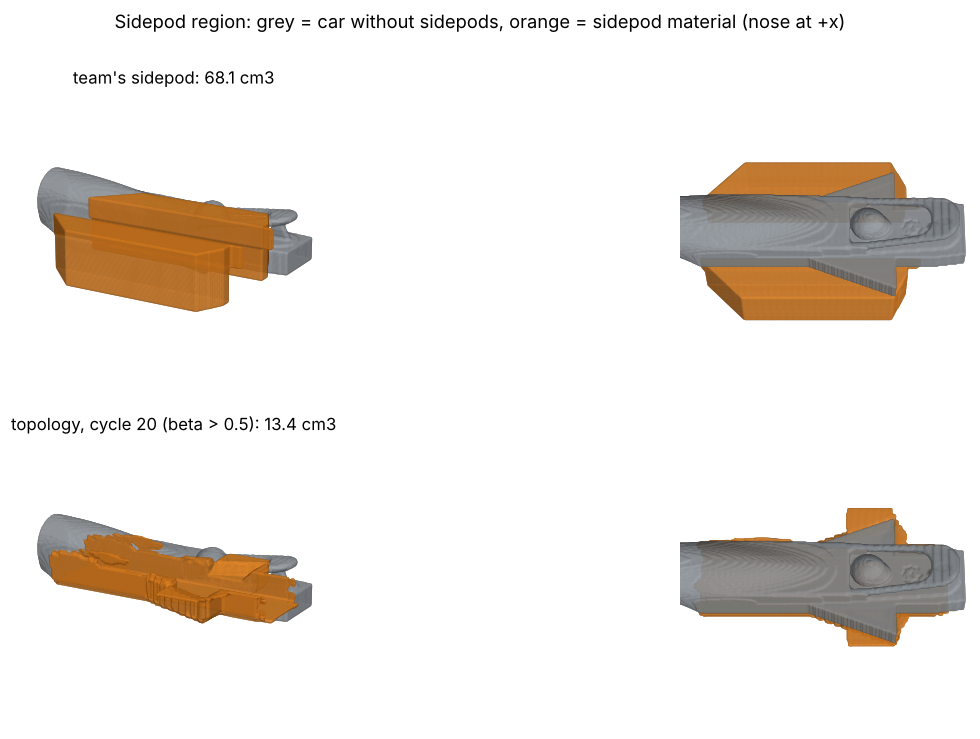 Sidepod region: grey = car without sidepods, orange = sidepod material (nose at +x)
team's sidepod: 68.1 cm3
topology, cycle 20 (beta > 0.5): 13.4 cm3